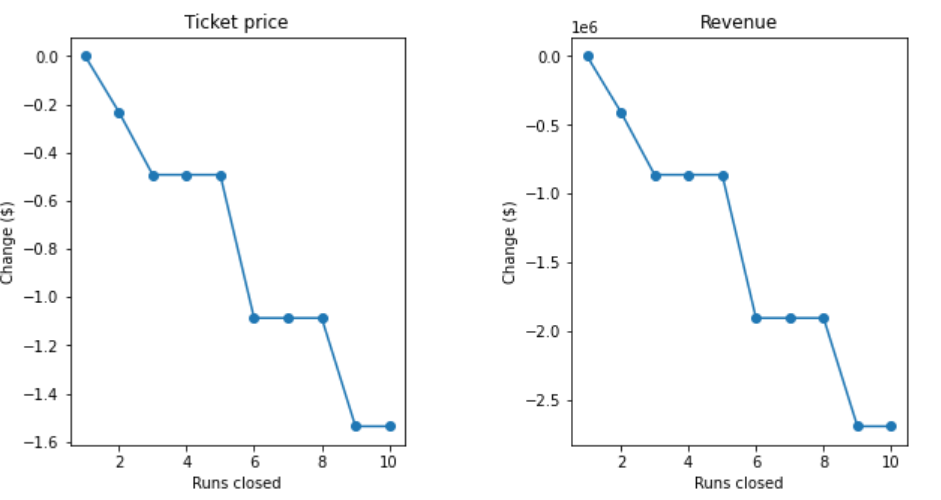 Ticket price
Change ($)
0.0
−0.2
−0.4
−0.6
−0.8
−1.0
−1.2
−1.4
−1.6
2 4 6 8 10
Runs closed
Revenue
1e6
Change ($)
0.0
−0.5
−1.0
−1.5
−2.0
−2.5
2 4 6 8 10
Runs closed